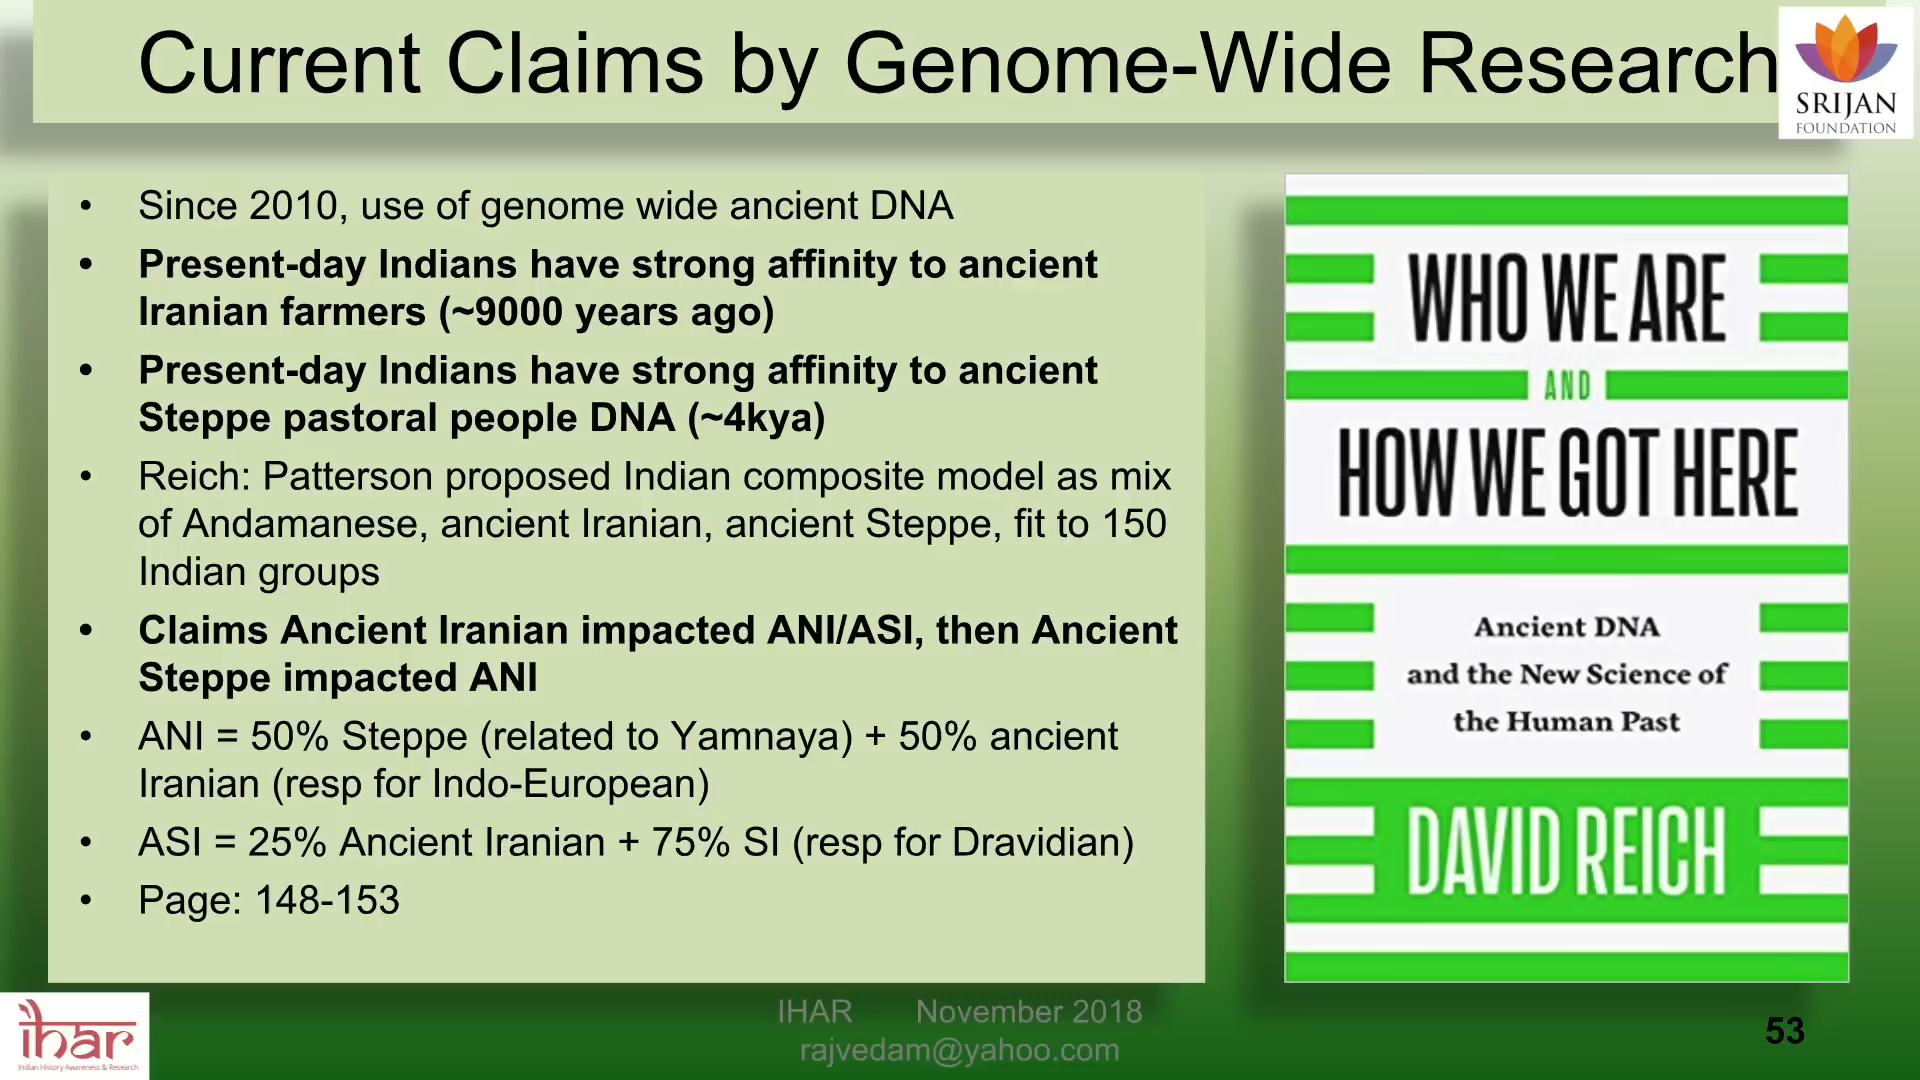 Current Claims by Genome-Wide Research
SRIJAN
FOUNDATION
• Since 2010, use of genome wide ancient DNA
• Present-day Indians have strong affinity to ancient
Iranian farmers (~9000 years ago)
• Present-day Indians have strong affinity to ancient
Steppe pastoral people DNA (~4kya)
• Reich: Patterson proposed Indian composite model as mix
of Andamanese, ancient Iranian, ancient Steppe, fit to 150
Indian groups
• Claims Ancient Iranian impacted ANI/ASI, then Ancient
Steppe impacted ANI
• ANI = 50% Steppe (related to Yamnaya) + 50% ancient
Iranian (resp for Indo-European)
• ASI = 25% Ancient Iranian + 75% SI (resp for Dravidian)
• Page: 148-153
WHO WE ARE
AND
HOW WE GOT HERE
Ancient DNA
and the New Science of
the Human Past
DAVID REICH
ihar
Indian History Awareness & Research
IHAR November 2018
rajvedam@yahoo.com
53